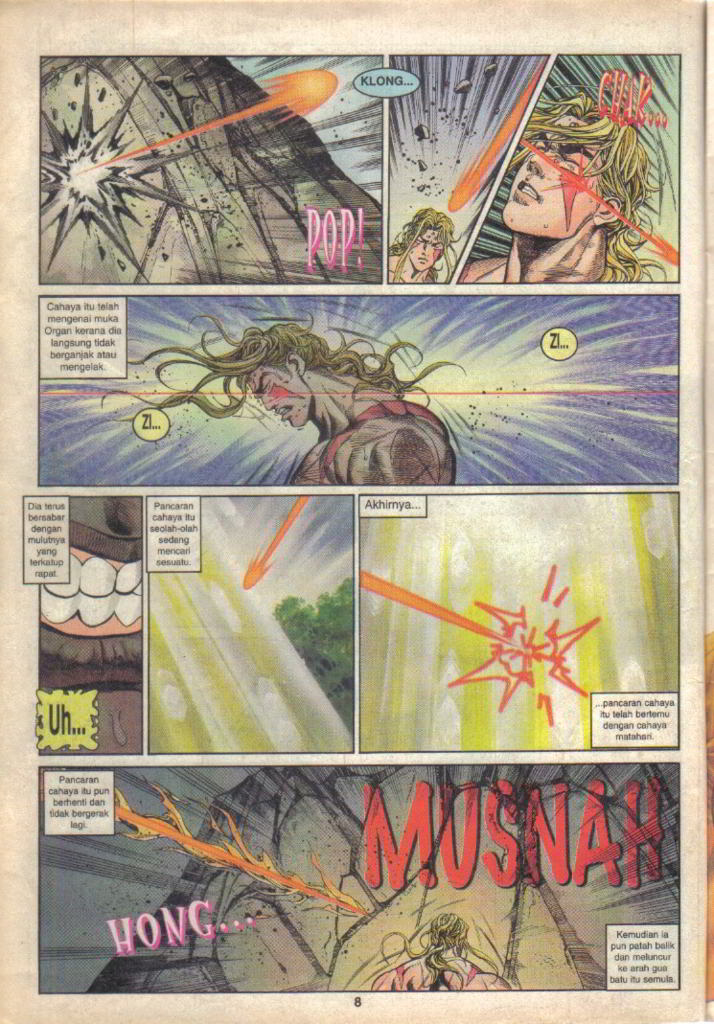 KLONG...
POP!
CHAK...
Cahaya itu telah
mengenai muka
Organ kerana dia
langsung tidak
berganjak atau
mengelak.
ZI...
ZI...
Dia terus
bersabar
dengan
mulutnya
yang
terkatup
rapat.
Uh...
Pancaran
cahaya itu
seolah-olah
sedang
mencari
sesuatu.
Akhirnya...
...pancaran cahaya
itu telah bertemu
dengan cahaya
matahari.
Pancaran
cahaya itu pun
berhenti dan
tidak bergerak
lagi.
MUSNAH
HONG...
Kemudian ia
pun patah balik
dan meluncur
ke arah gua
batu itu semula.
8